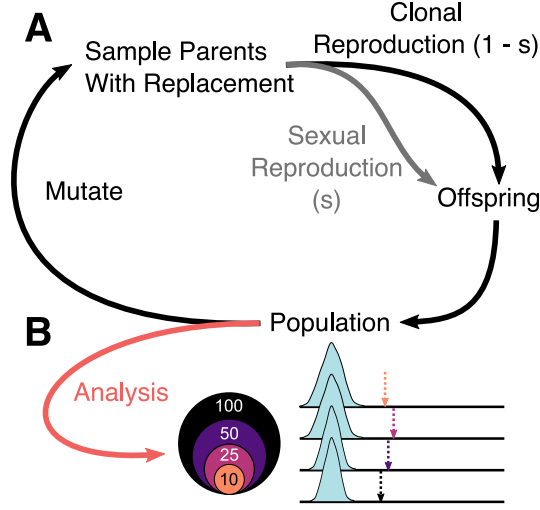 A
Clonal
Reproduction (1 - s)
Sample Parents
With Replacement
Sexual
Reproduction
(s)
Mutate
Offspring
B
Population
Analysis
100
50
25
10